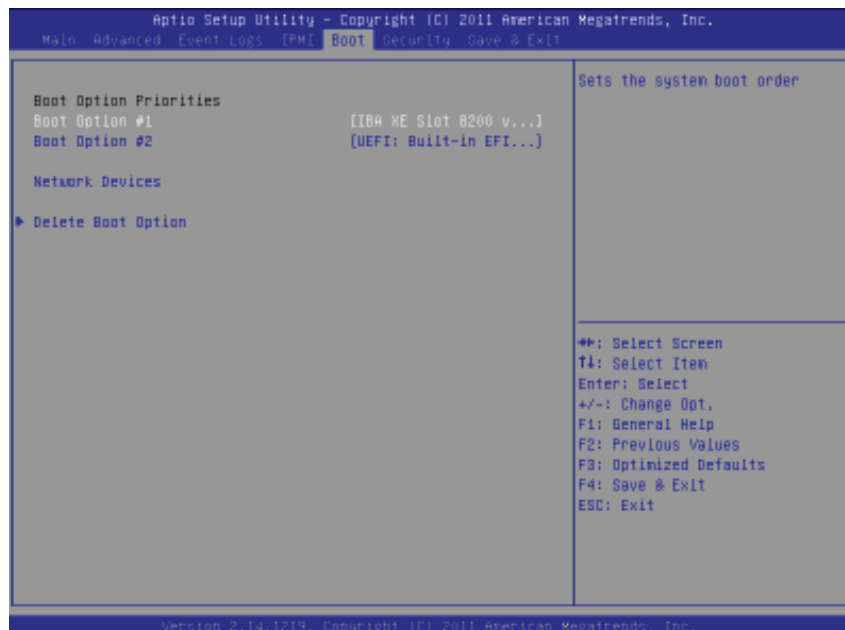 Aptio Setup Utility – Copyright (C) 2011 American Megatrends, Inc.
Main Advanced Event Logs IPMI Boot Security Save & Exit
Boot Option Priorities
Boot Option #1 [IBA XE Slot 8200 v...]
Boot Option #2 [UEFI: Built-in EFI...]
Network Devices
▶ Delete Boot Option
Sets the system boot order
→←: Select Screen
↑↓: Select Item
Enter: Select
+/-: Change Opt.
F1: General Help
F2: Previous Values
F3: Optimized Defaults
F4: Save & Exit
ESC: Exit
Version 2.14.1219. Copyright (C) 2011 American Megatrends, Inc.